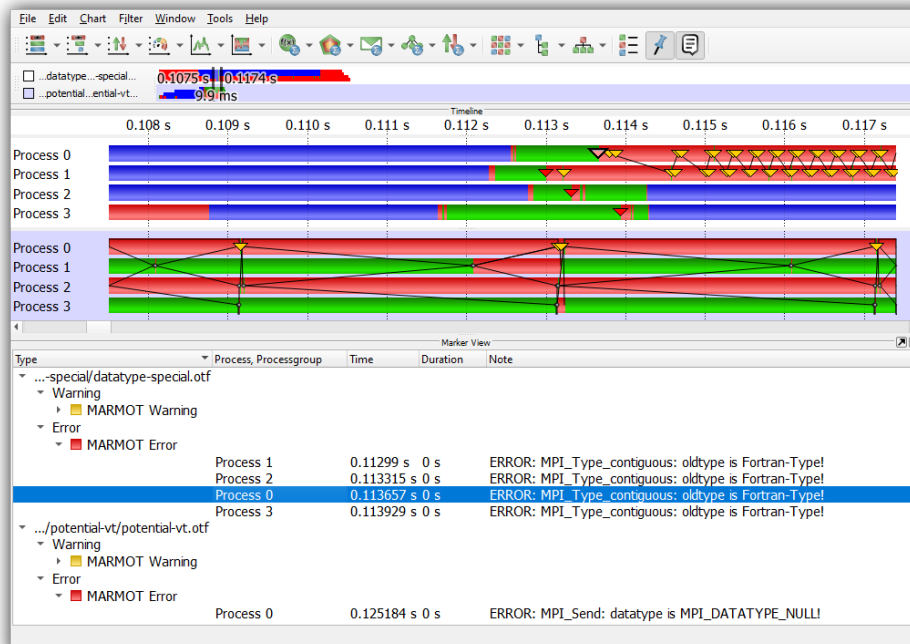 File Edit Chart Filter Window Tools Help
...datatype...-special... 0.1075 s 0.1174 s
...potential...ential-vt... 9.9 ms
Timeline
0.108 s 0.109 s 0.110 s 0.111 s 0.112 s 0.113 s 0.114 s 0.115 s 0.116 s 0.117 s
Process 0
Process 1
Process 2
Process 3
Process 0
Process 1
Process 2
Process 3
Marker View
Type Process, Processgroup Time Duration Note
...-special/datatype-special.otf
Warning
MARMOT Warning
Error
MARMOT Error
Process 1 0.11299 s 0 s ERROR: MPI_Type_contiguous: oldtype is Fortran-Type!
Process 2 0.113315 s 0 s ERROR: MPI_Type_contiguous: oldtype is Fortran-Type!
Process 0 0.113657 s 0 s ERROR: MPI_Type_contiguous: oldtype is Fortran-Type!
Process 3 0.113929 s 0 s ERROR: MPI_Type_contiguous: oldtype is Fortran-Type!
.../potential-vt/potential-vt.otf
Warning
MARMOT Warning
Error
MARMOT Error
Process 0 0.125184 s 0 s ERROR: MPI_Send: datatype is MPI_DATATYPE_NULL!